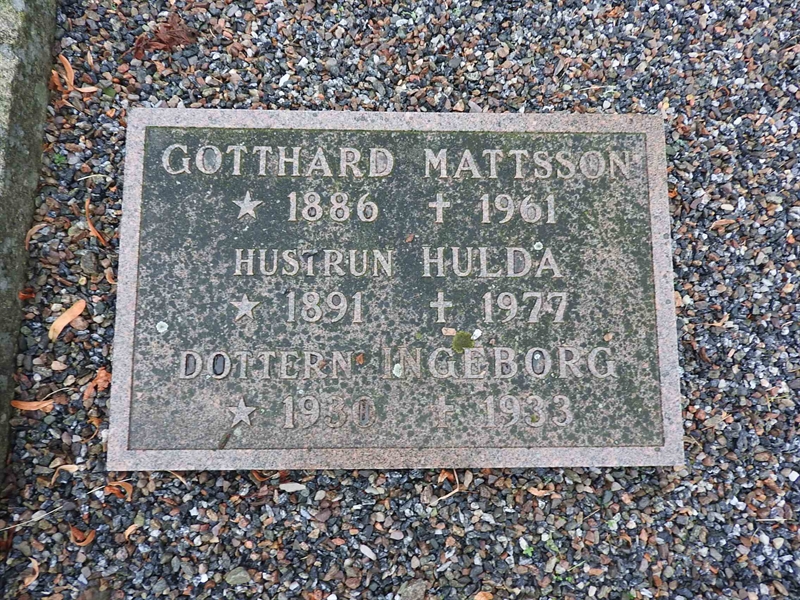 GOTTHARD MATTSSON
★ 1886 ✝ 1961
HUSTRUN HULDA
★ 1891 ✝ 1977
DOTTERN INGEBORG
★ 1930 ✝ 1933